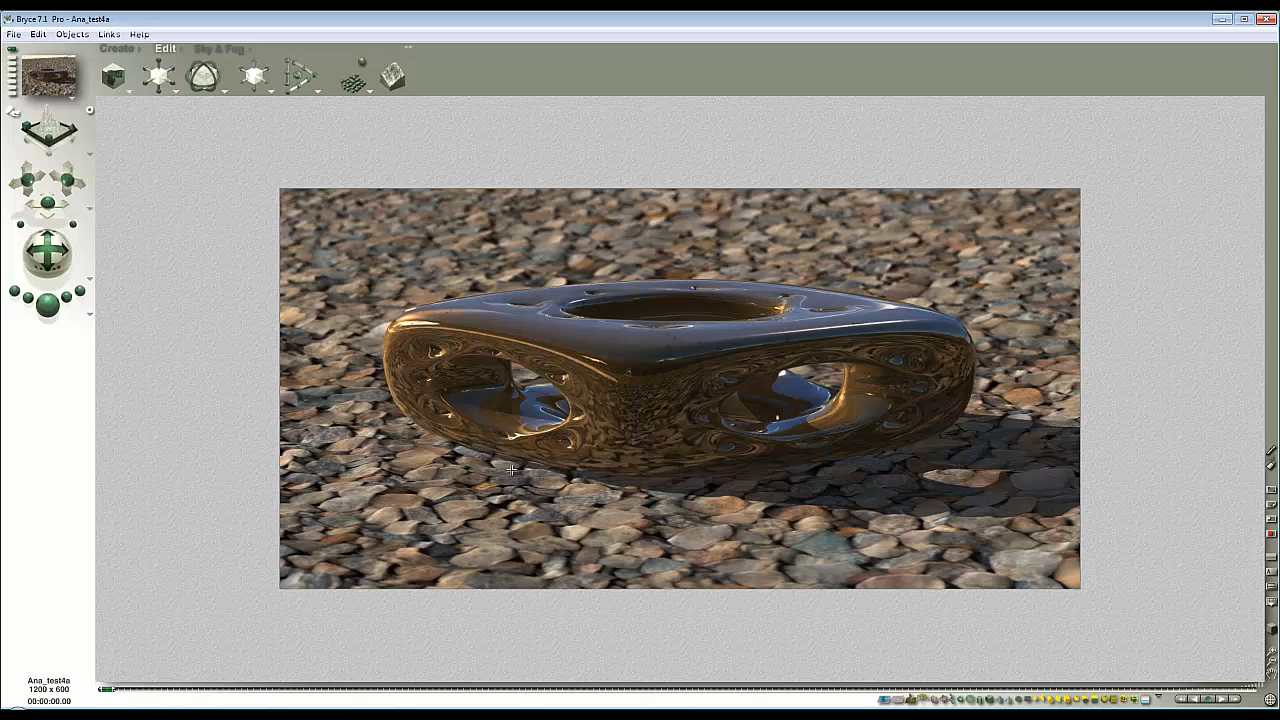 Bryce 7.1 Pro - Ana_test4a
File Edit Objects Links Help
Create Edit Sky & Fog
Ana_test4a
1200 x 600
00:00:00.00